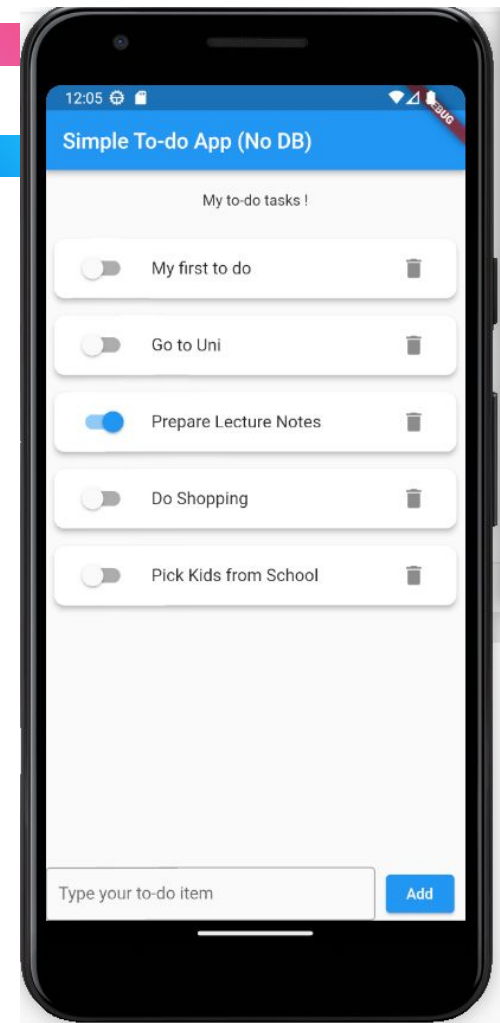 12:05
DEBUG
Simple To-do App (No DB)
My to-do tasks !
My first to do
Go to Uni
Prepare Lecture Notes
Do Shopping
Pick Kids from School
Type your to-do item
Add